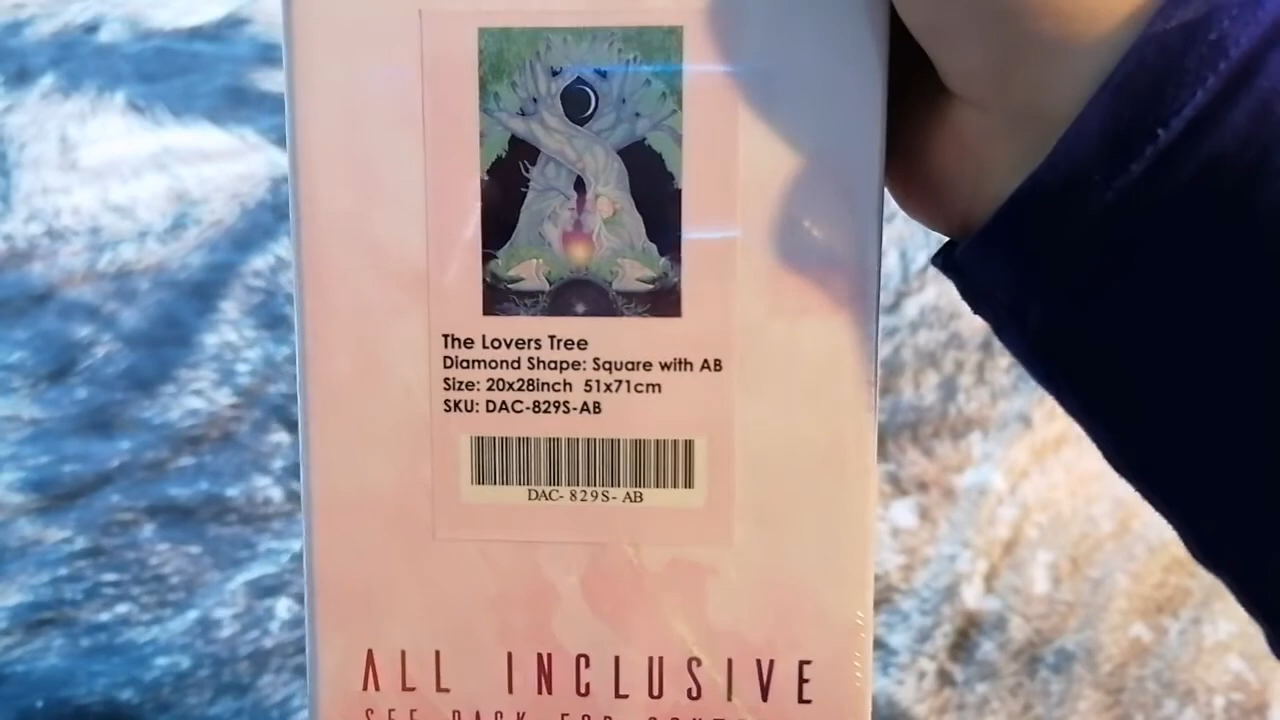 The Lovers Tree
Diamond Shape: Square with AB
Size: 20x28inch 51x71cm
SKU: DAC-829S-AB
DAC- 829S- AB
ALL INCLUSIVE